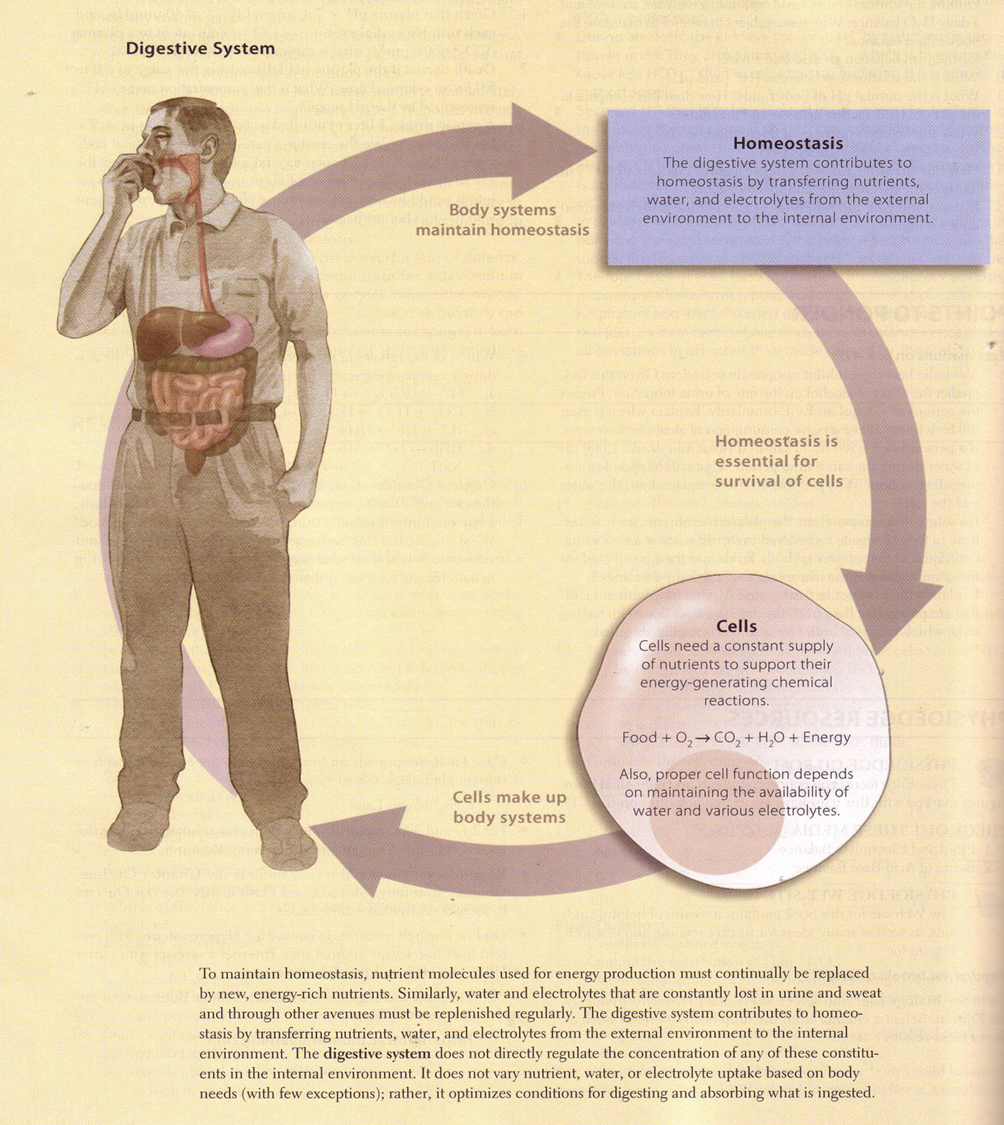 Digestive System
Homeostasis
The digestive system contributes to
homeostasis by transferring nutrients,
water, and electrolytes from the external
environment to the internal environment.
Body systems
maintain homeostasis
Homeostasis is
essential for
survival of cells
Cells
Cells need a constant supply
of nutrients to support their
energy-generating chemical
reactions.
Food + O₂ → CO₂ + H₂O + Energy
Also, proper cell function depends
on maintaining the availability of
water and various electrolytes.
Cells make up
body systems
To maintain homeostasis, nutrient molecules used for energy production must continually be replaced
by new, energy-rich nutrients. Similarly, water and electrolytes that are constantly lost in urine and sweat
and through other avenues must be replenished regularly. The digestive system contributes to homeo-
stasis by transferring nutrients, water, and electrolytes from the external environment to the internal
environment. The digestive system does not directly regulate the concentration of any of these constitu-
ents in the internal environment. It does not vary nutrient, water, or electrolyte uptake based on body
needs (with few exceptions); rather, it optimizes conditions for digesting and absorbing what is ingested.